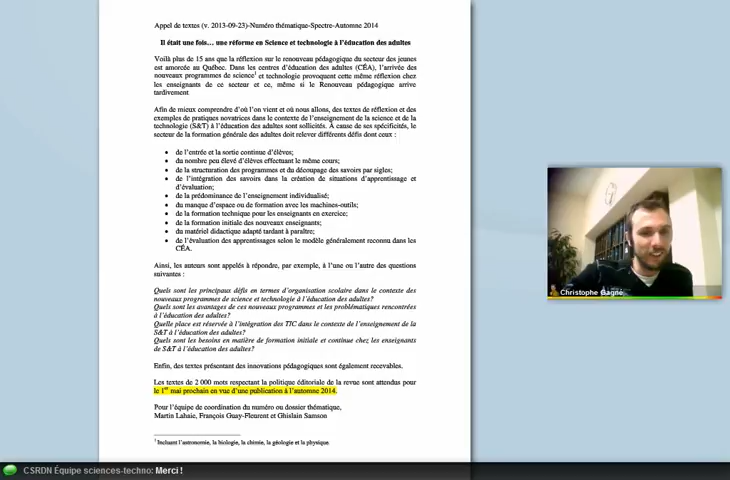 Appel de textes (v. 2013-09-23)-Numéro thématique-Spectre-Automne 2014
Il était une fois… une réforme en Science et technologie à l'éducation des adultes
Voilà plus de 15 ans que la réflexion sur le renouveau pédagogique du secteur des jeunes
est amorcée au Québec. Dans les centres d'éducation des adultes (CÉA), l'arrivée des
nouveaux programmes de science¹ et technologie provoquent cette même réflexion chez
les enseignants de ce secteur et ce, même si le Renouveau pédagogique arrive
tardivement
Afin de mieux comprendre d'où l'on vient et où nous allons, des textes de réflexion et des
exemples de pratiques novatrices dans le contexte de l'enseignement de la science et de la
technologie (S&T) à l'éducation des adultes sont sollicités. À cause de ses spécificités, le
secteur de la formation générale des adultes doit relever différents défis dont ceux :
• de l'entrée et la sortie continue d'élèves;
• du nombre peu élevé d'élèves effectuant le même cours;
• de la structuration des programmes et du découpage des savoirs par sigles;
• de l'intégration des savoirs dans la création de situations d'apprentissage et
d'évaluation;
• de la prédominance de l'enseignement individualisé;
• du manque d'espace ou de formation avec les machines-outils;
• de la formation technique pour les enseignants en exercice;
• de la formation initiale des nouveaux enseignants;
• du matériel didactique adapté tardant à paraître;
• de l'évaluation des apprentissages selon le modèle généralement reconnu dans les
CÉA.
Ainsi, les auteurs sont appelés à répondre, par exemple, à l'une ou l'autre des questions
suivantes :
Quels sont les principaux défis en termes d'organisation scolaire dans le contexte des
nouveaux programmes de science et technologie à l'éducation des adultes?
Quels sont les avantages de ces nouveaux programmes et les problématiques rencontrées
à l'éducation des adultes?
Quelle place est réservée à l'intégration des TIC dans le contexte de l'enseignement de la
S&T à l'éducation des adultes?
Quels sont les besoins en matière de formation initiale et continue chez les enseignants
de S&T à l'éducation des adultes?
Enfin, des textes présentant des innovations pédagogiques sont également recevables.
Les textes de 2 000 mots respectant la politique éditoriale de la revue sont attendus pour
le 1er mai prochain en vue d'une publication à l'automne 2014.
Pour l'équipe de coordination du numéro ou dossier thématique,
Martin Lahaie, François Guay-Fleurent et Ghislain Samson
¹ Incluant l'astronomie, la biologie, la chimie, la géologie et la physique.
Christophe Gagné
CSRDN Équipe sciences-techno: Merci !